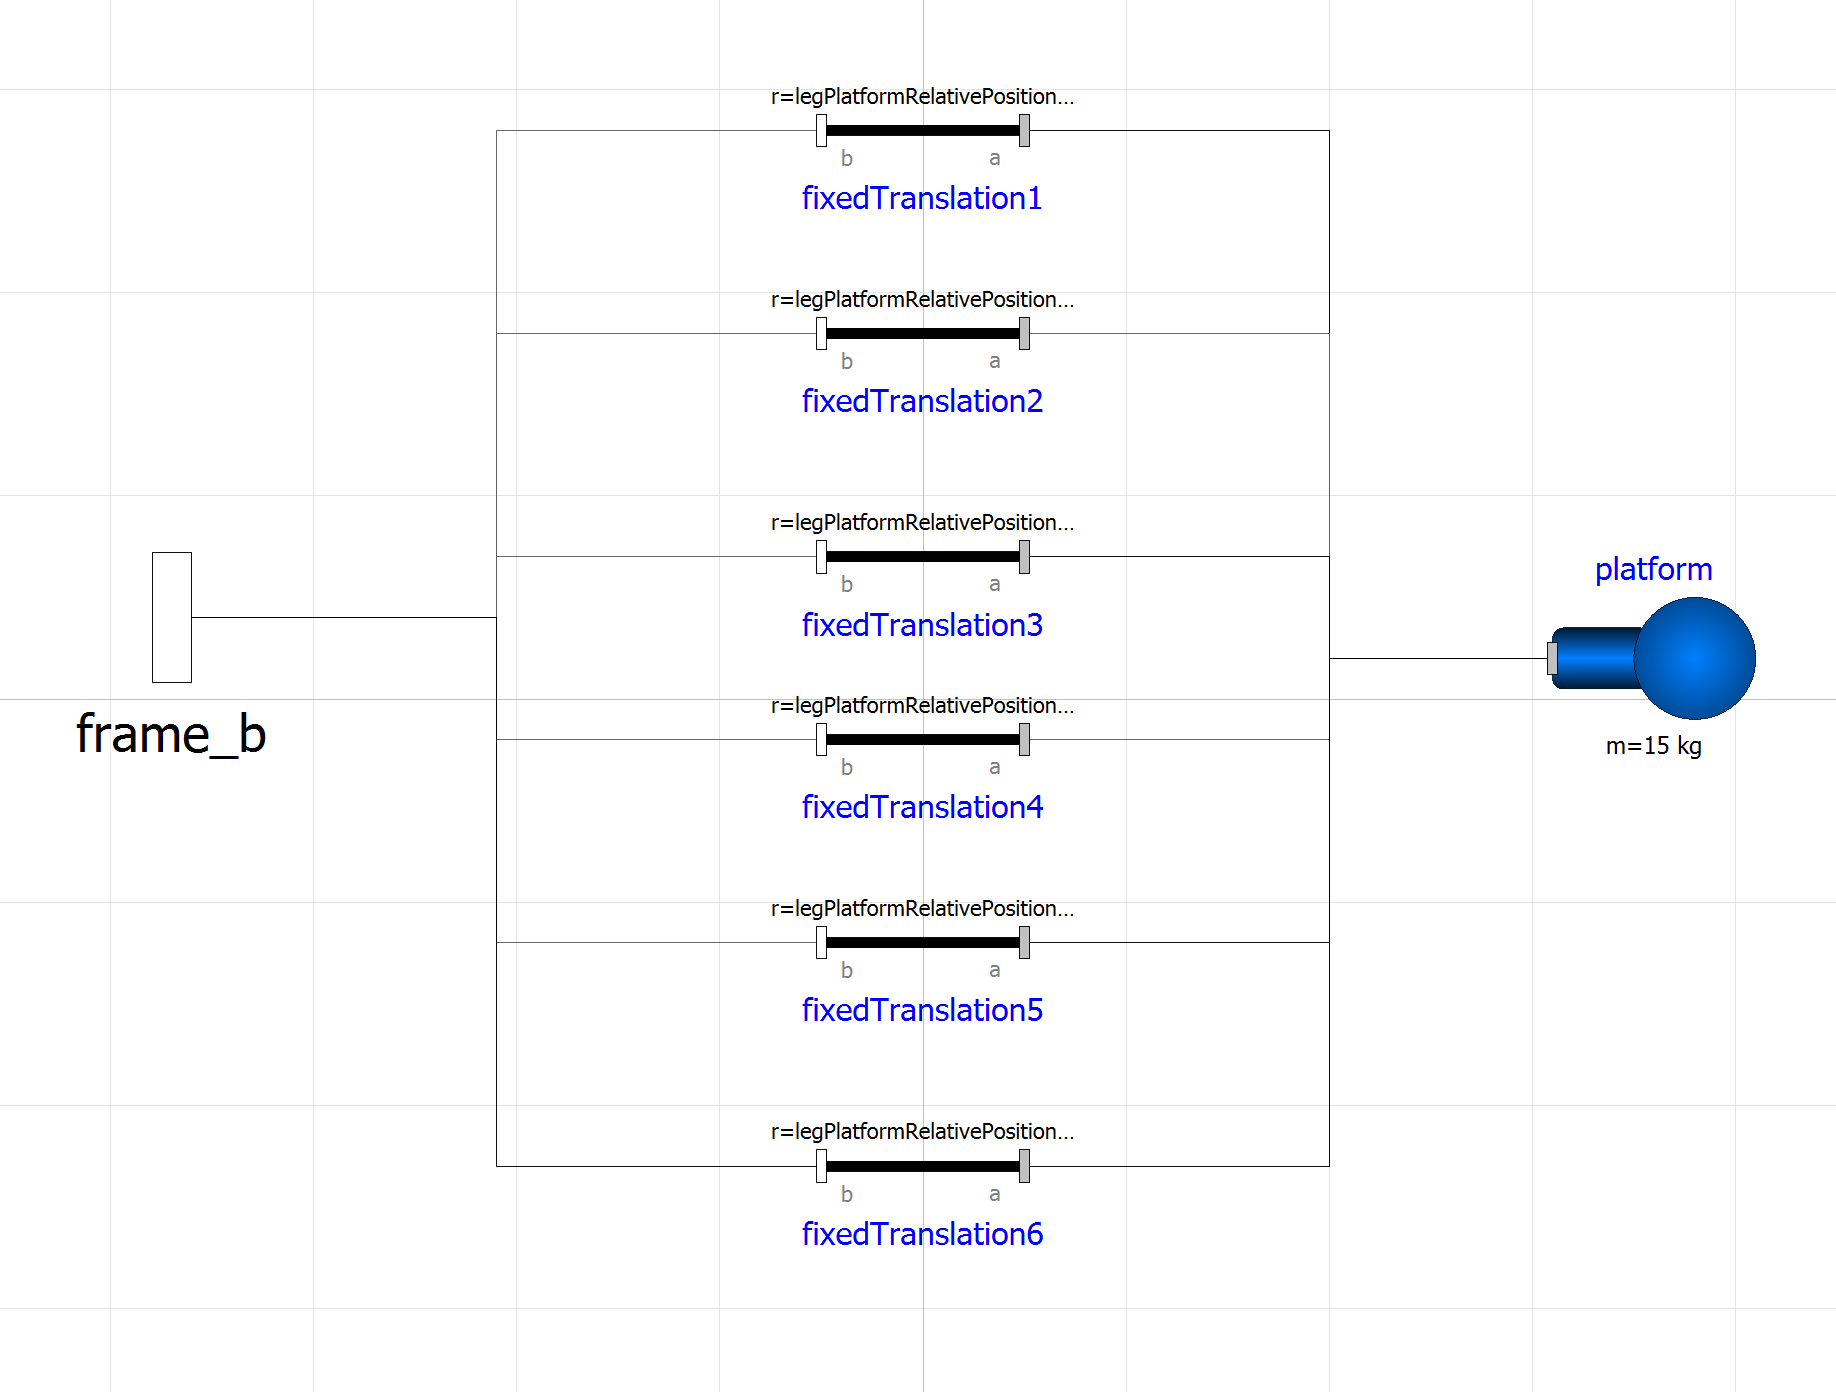 r=legPlatformRelativePosition...
b a
fixedTranslation1
r=legPlatformRelativePosition...
b a
fixedTranslation2
r=legPlatformRelativePosition...
b a
fixedTranslation3
platform
frame_b
r=legPlatformRelativePosition...
m=15 kg
b a
fixedTranslation4
r=legPlatformRelativePosition...
b a
fixedTranslation5
r=legPlatformRelativePosition...
b a
fixedTranslation6